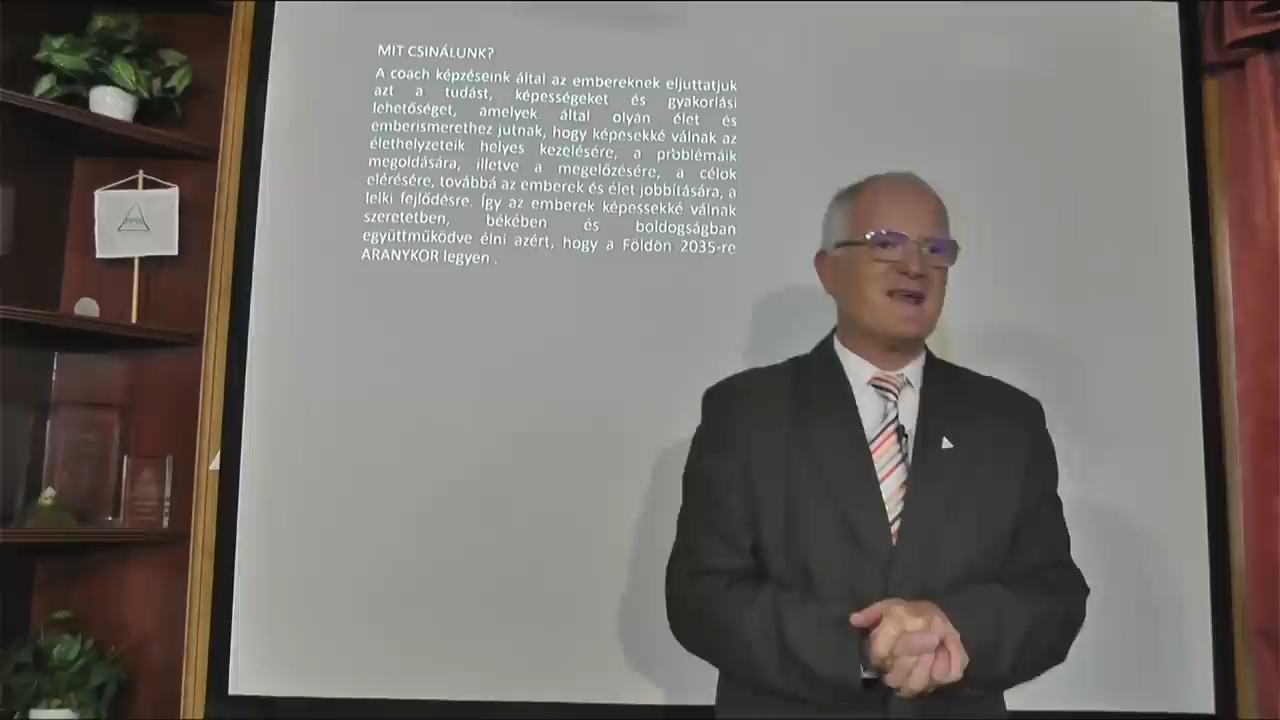 MIT CSINÁLUNK?
A coach képzéseink által az embereknek eljuttatjuk
azt a tudást, képességeket és gyakorlási
lehetőséget, amelyek által olyan élet és
emberismerethez jutnak, hogy képesekké válnak az
élethelyzeteik helyes kezelésére, a problémáik
megoldására, illetve a megelőzésére, a célok
elérésére, továbbá az emberek és élet jobbítására, a
lelki fejlődésre. Így az emberek képessekké válnak
szeretetben, békében és boldogságban
együttműködve élni azért, hogy a Földön 2035-re
ARANYKOR legyen .